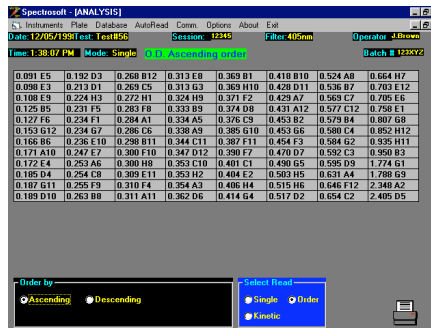 Spectrosoft - [ANALYSIS]
Instruments Plate Database AutoRead Comm. Options About Exit
Date: 12/05/199 Test: Test#56 Session: 12345 Filter: 405nm Operator J.Brown
Time: 1:38:07 PM Mode: Single O.D. Ascending order Batch # 123XYZ
0.091 E5 0.192 D3 0.268 B12 0.313 E8 0.369 B1 0.418 B10 0.524 A8 0.664 H7
0.098 E3 0.213 D1 0.269 C5 0.313 G3 0.369 H10 0.428 D11 0.536 B7 0.703 E12
0.108 E9 0.224 H3 0.272 H1 0.324 H9 0.371 F2 0.429 A7 0.569 C7 0.705 E6
0.125 B5 0.231 F5 0.283 F8 0.333 B9 0.374 D8 0.431 A12 0.577 C12 0.758 E1
0.127 F6 0.234 F1 0.284 A1 0.334 A5 0.376 C9 0.453 B2 0.579 B4 0.807 G8
0.153 G12 0.234 G7 0.286 C6 0.338 A9 0.385 G10 0.453 G6 0.580 C4 0.852 H12
0.166 B6 0.236 E10 0.298 B11 0.344 C11 0.387 F11 0.454 F3 0.584 G2 0.935 H11
0.171 A10 0.247 E7 0.300 F10 0.347 D12 0.390 F7 0.470 D7 0.592 C3 0.950 B3
0.172 E4 0.253 A6 0.300 H8 0.353 C10 0.401 C1 0.490 G5 0.595 D9 1.774 G1
0.185 D4 0.254 C8 0.309 E11 0.353 H2 0.404 E2 0.503 H5 0.631 A4 1.788 G9
0.187 G11 0.255 F9 0.310 F4 0.354 A3 0.406 H4 0.515 H6 0.646 F12 2.348 A2
0.189 D10 0.263 B8 0.311 A11 0.362 D6 0.414 G4 0.517 D2 0.654 C2 2.405 D5
Order by Select Read
Ascending Descending Single Order
Kinetic